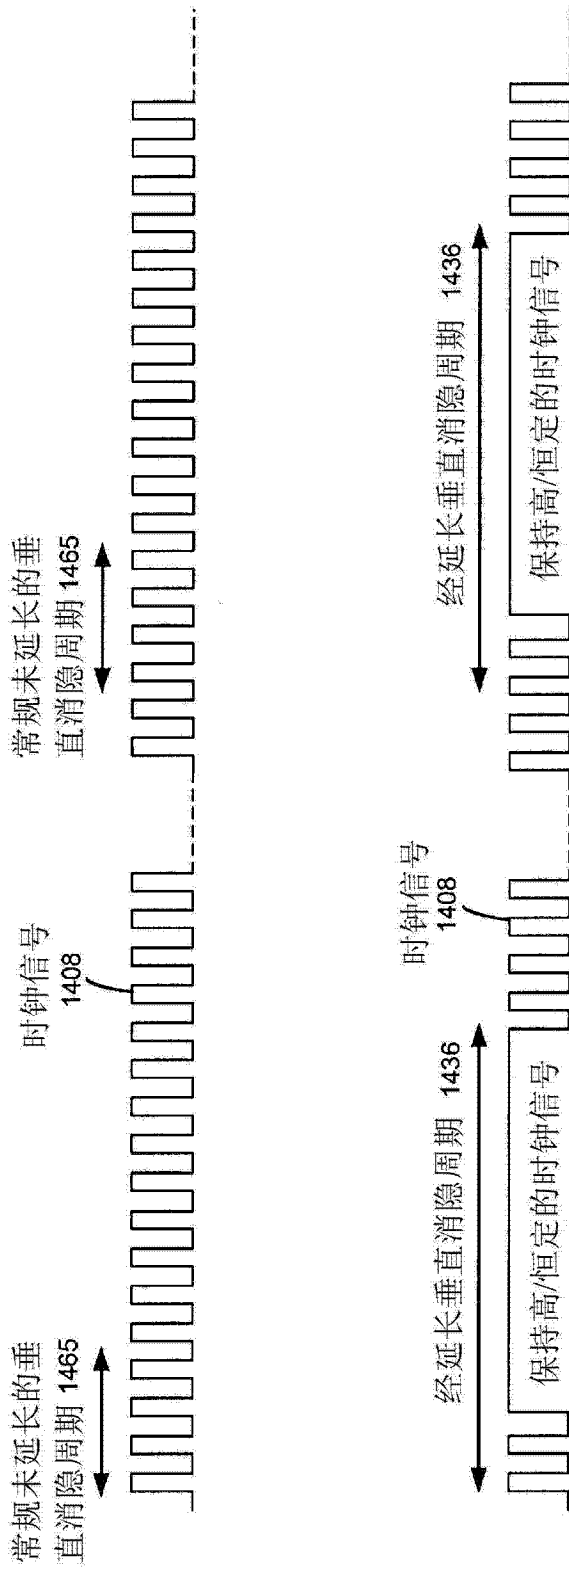 常规未延长的垂
直消隐周期 1465
时钟信号
1408
常规未延长的垂
直消隐周期 1465
经延长垂直消隐周期 1436
保持高/恒定的时钟信号
时钟信号
1408
经延长垂直消隐周期 1436
保持高/恒定的时钟信号